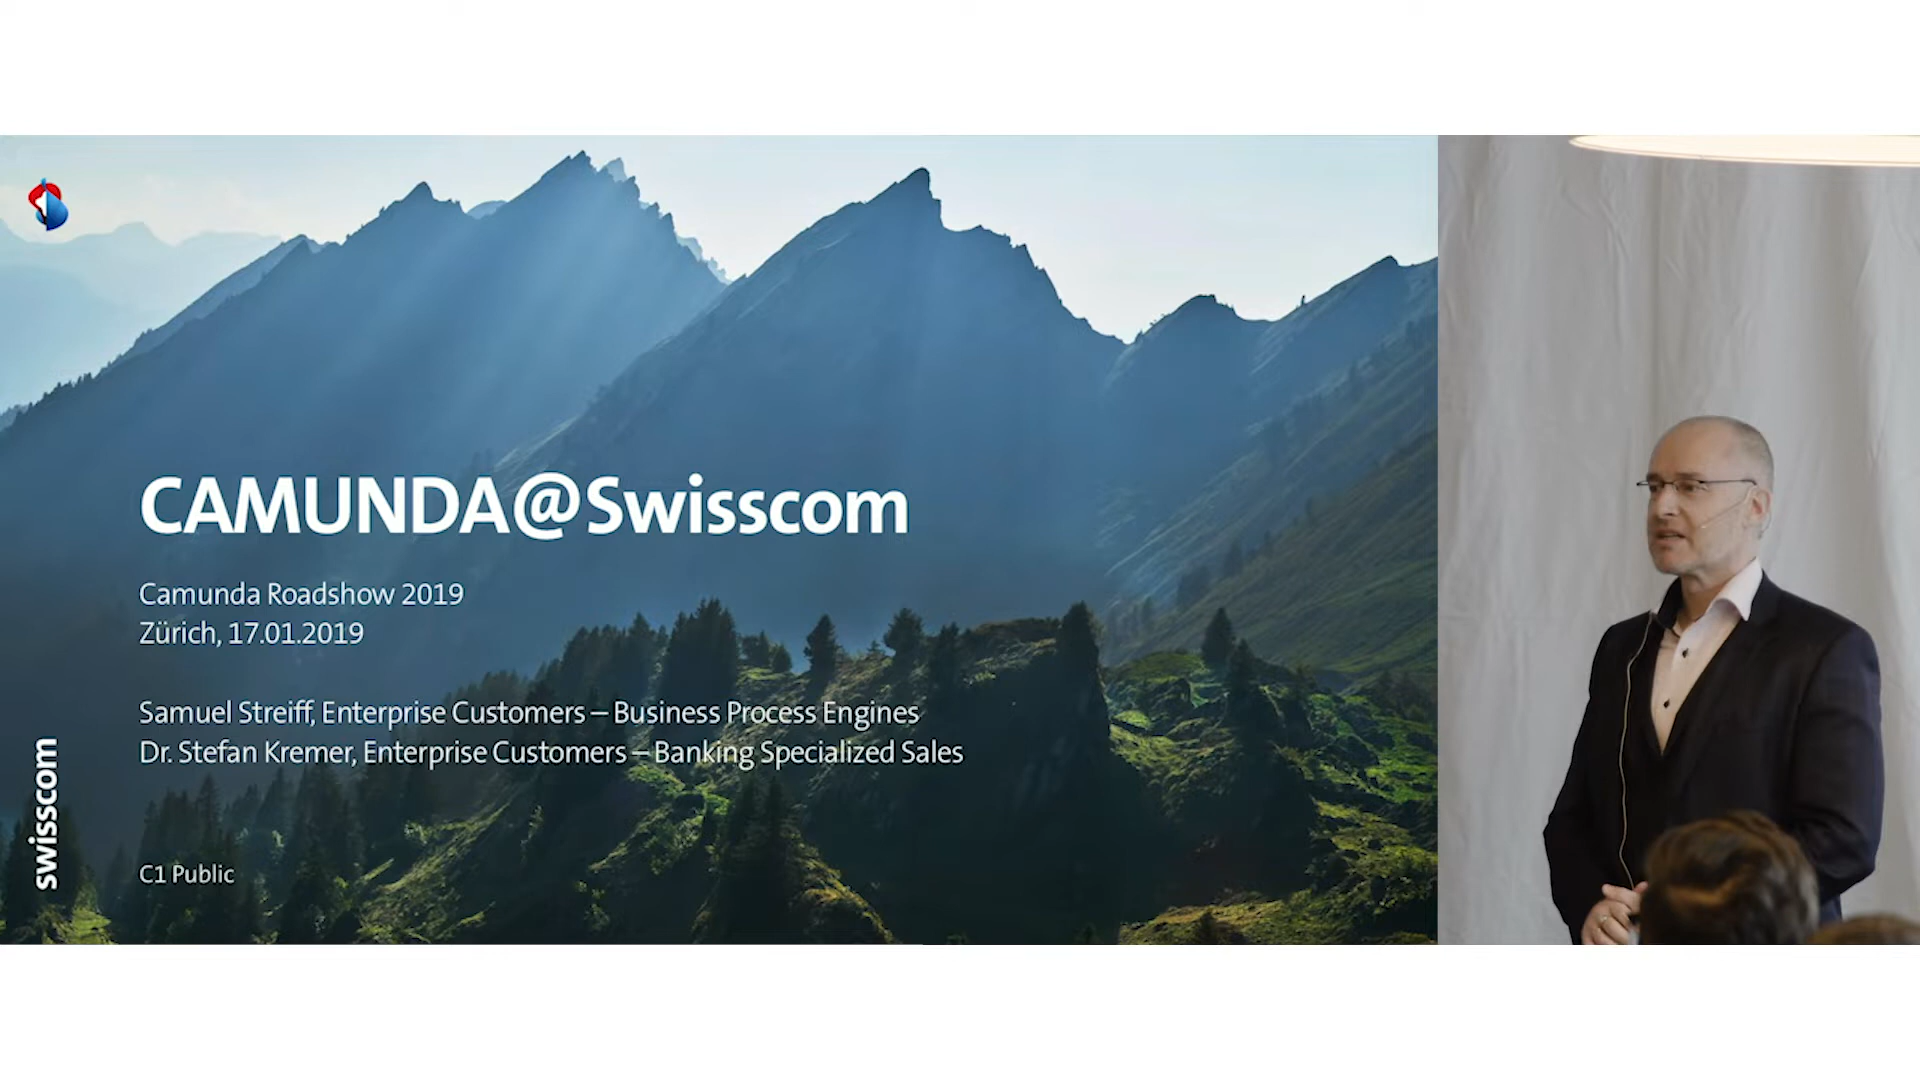 CAMUNDA@Swisscom
Camunda Roadshow 2019
Zürich, 17.01.2019
Samuel Streiff, Enterprise Customers – Business Process Engines
Dr. Stefan Kremer, Enterprise Customers – Banking Specialized Sales
swisscom
C1 Public